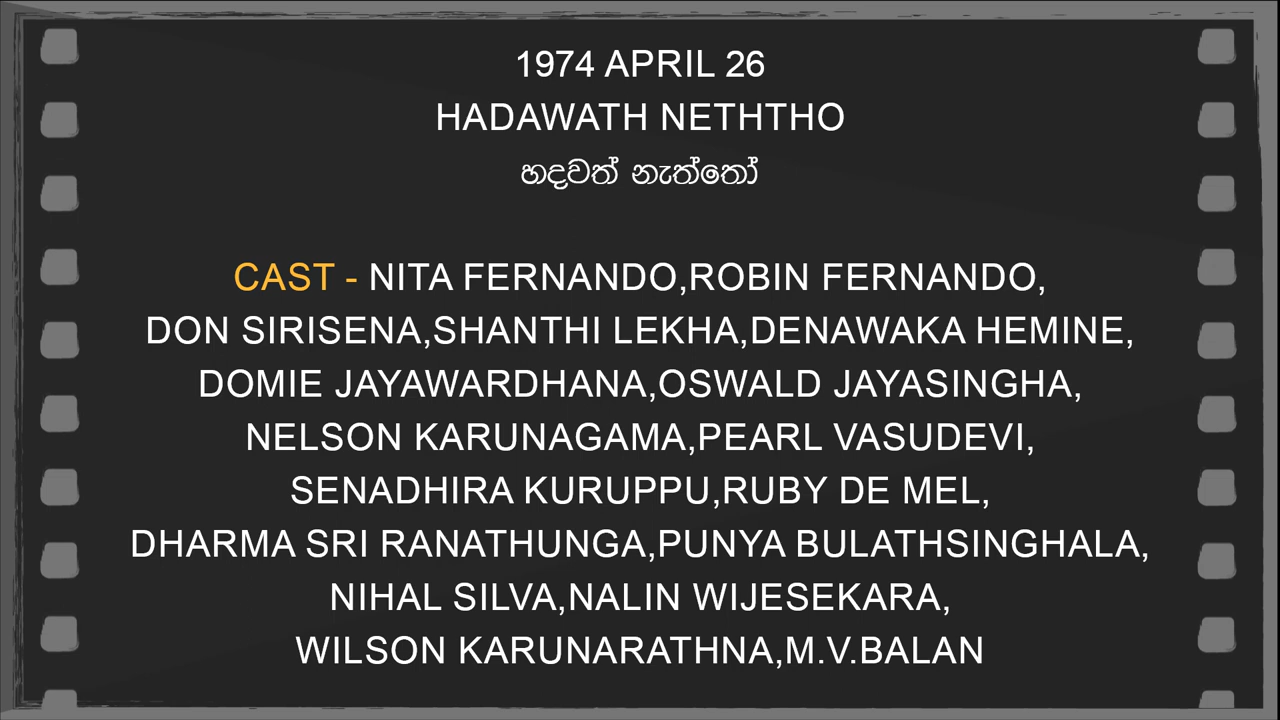 1974 APRIL 26
HADAWATH NETHTHO
හදවත් නැත්තෝ
CAST - NITA FERNANDO,ROBIN FERNANDO,
DON SIRISENA,SHANTHI LEKHA,DENAWAKA HEMINE,
DOMIE JAYAWARDHANA,OSWALD JAYASINGHA,
NELSON KARUNAGAMA,PEARL VASUDEVI,
SENADHIRA KURUPPU,RUBY DE MEL,
DHARMA SRI RANATHUNGA,PUNYA BULATHSINGHALA,
NIHAL SILVA,NALIN WIJESEKARA,
WILSON KARUNARATHNA,M.V.BALAN